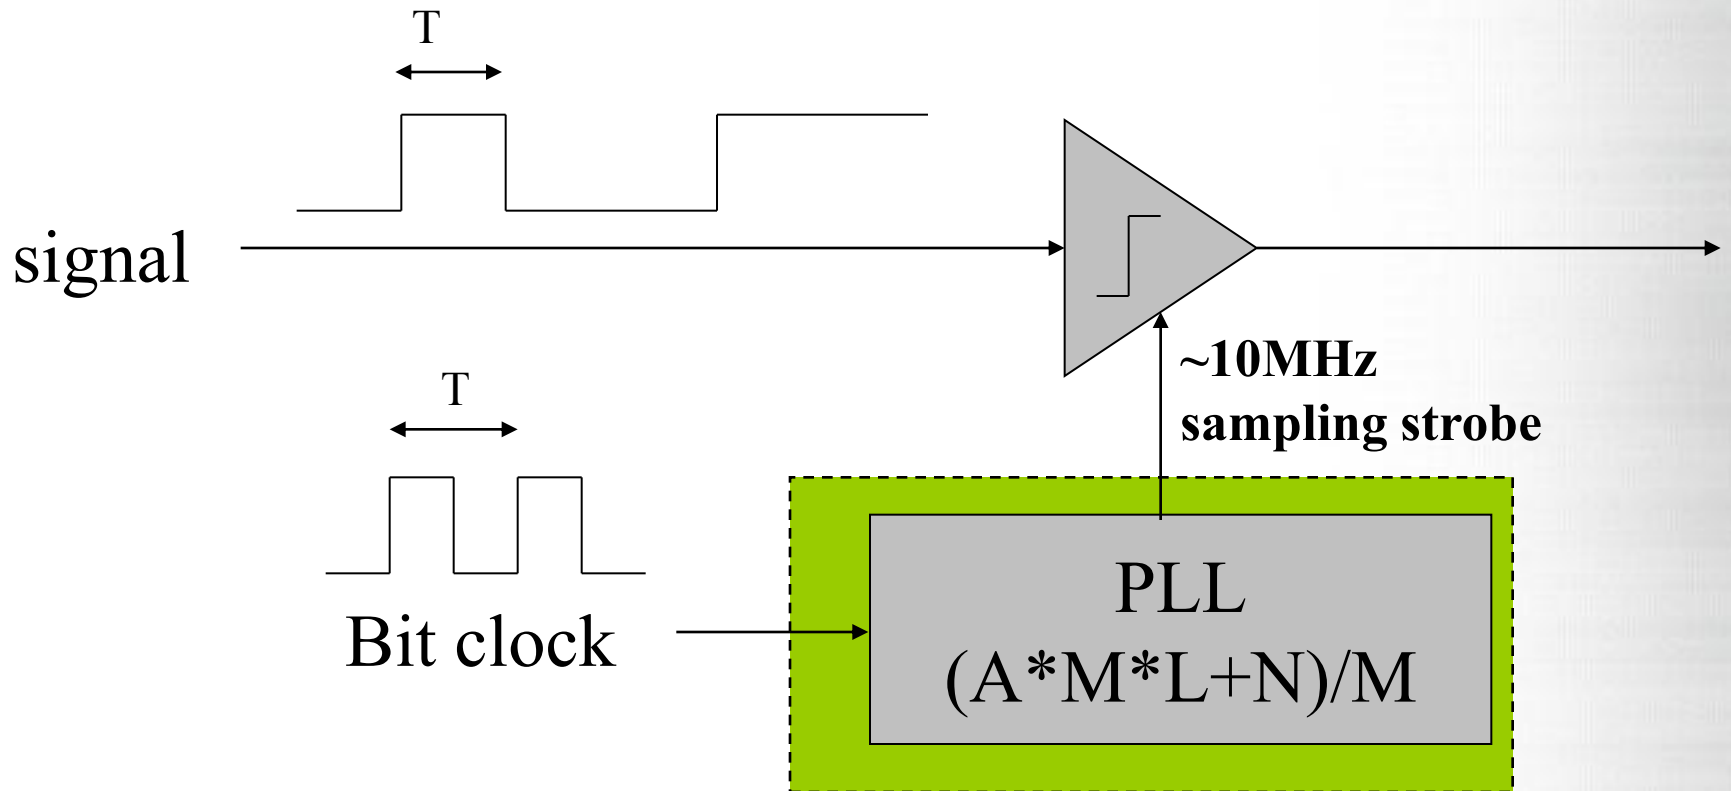 T
signal
~10MHz
sampling strobe
T
Bit clock
PLL
(A*M*L+N)/M